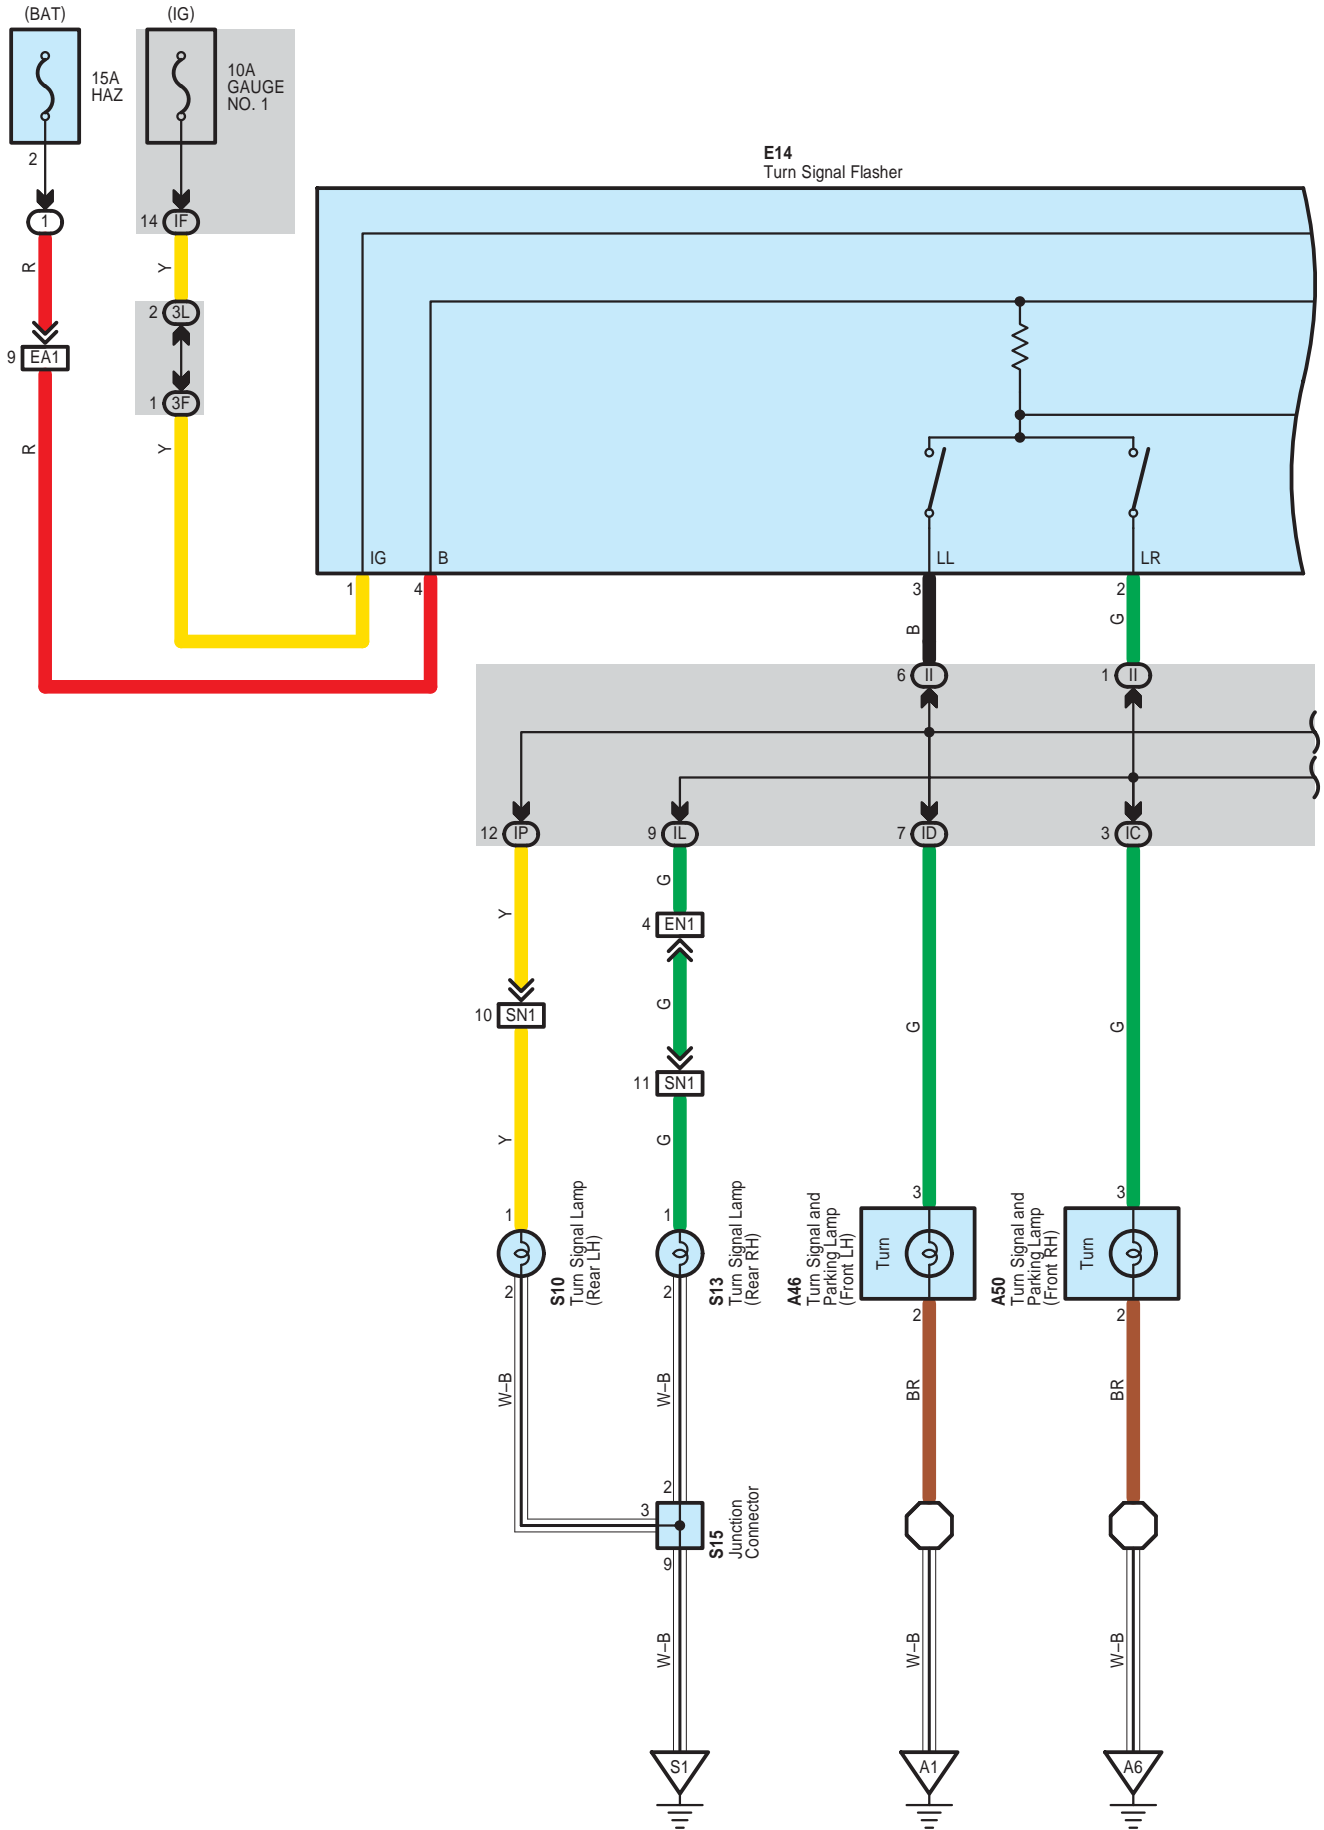 (BAT)
(IG)
15A
HAZ
10A
GAUGE
NO. 1
2
1
14 IF
R
Y
2 3L
9 EA1
1 3F
R
Y
E14
Turn Signal Flasher
IG
B
LL
LR
1
4
3
2
B
G
6 II
1 II
12 IP
9 IL
7 ID
3 IC
Y
G
4 EN1
10 SN1
G
G
G
11 SN1
Y
G
1
1
3
3
S10
Turn Signal Lamp
(Rear LH)
S13
Turn Signal Lamp
(Rear RH)
A46
Turn Signal and
Parking Lamp
(Front LH)
Turn
A50
Turn Signal and
Parking Lamp
(Front RH)
Turn
2
2
2
2
W–B
W–B
BR
BR
2
3
9
S15
Junction
Connector
W–B
W–B
W–B
S1
A1
A6